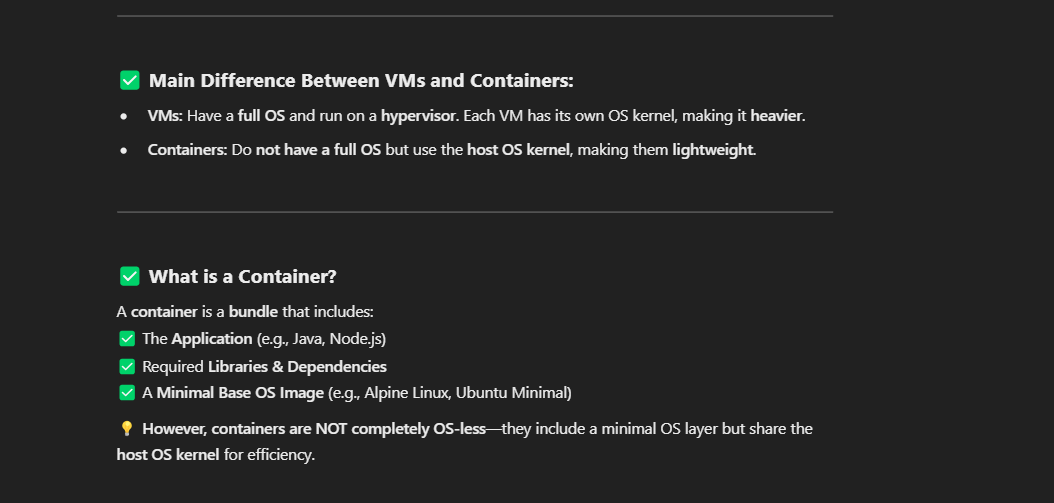 ✅ Main Difference Between VMs and Containers:
• VMs: Have a full OS and run on a hypervisor. Each VM has its own OS kernel, making it heavier.
• Containers: Do not have a full OS but use the host OS kernel, making them lightweight.
✅ What is a Container?
A container is a bundle that includes:
✅ The Application (e.g., Java, Node.js)
✅ Required Libraries & Dependencies
✅ A Minimal Base OS Image (e.g., Alpine Linux, Ubuntu Minimal)
💡 However, containers are NOT completely OS-less—they include a minimal OS layer but share the
host OS kernel for efficiency.